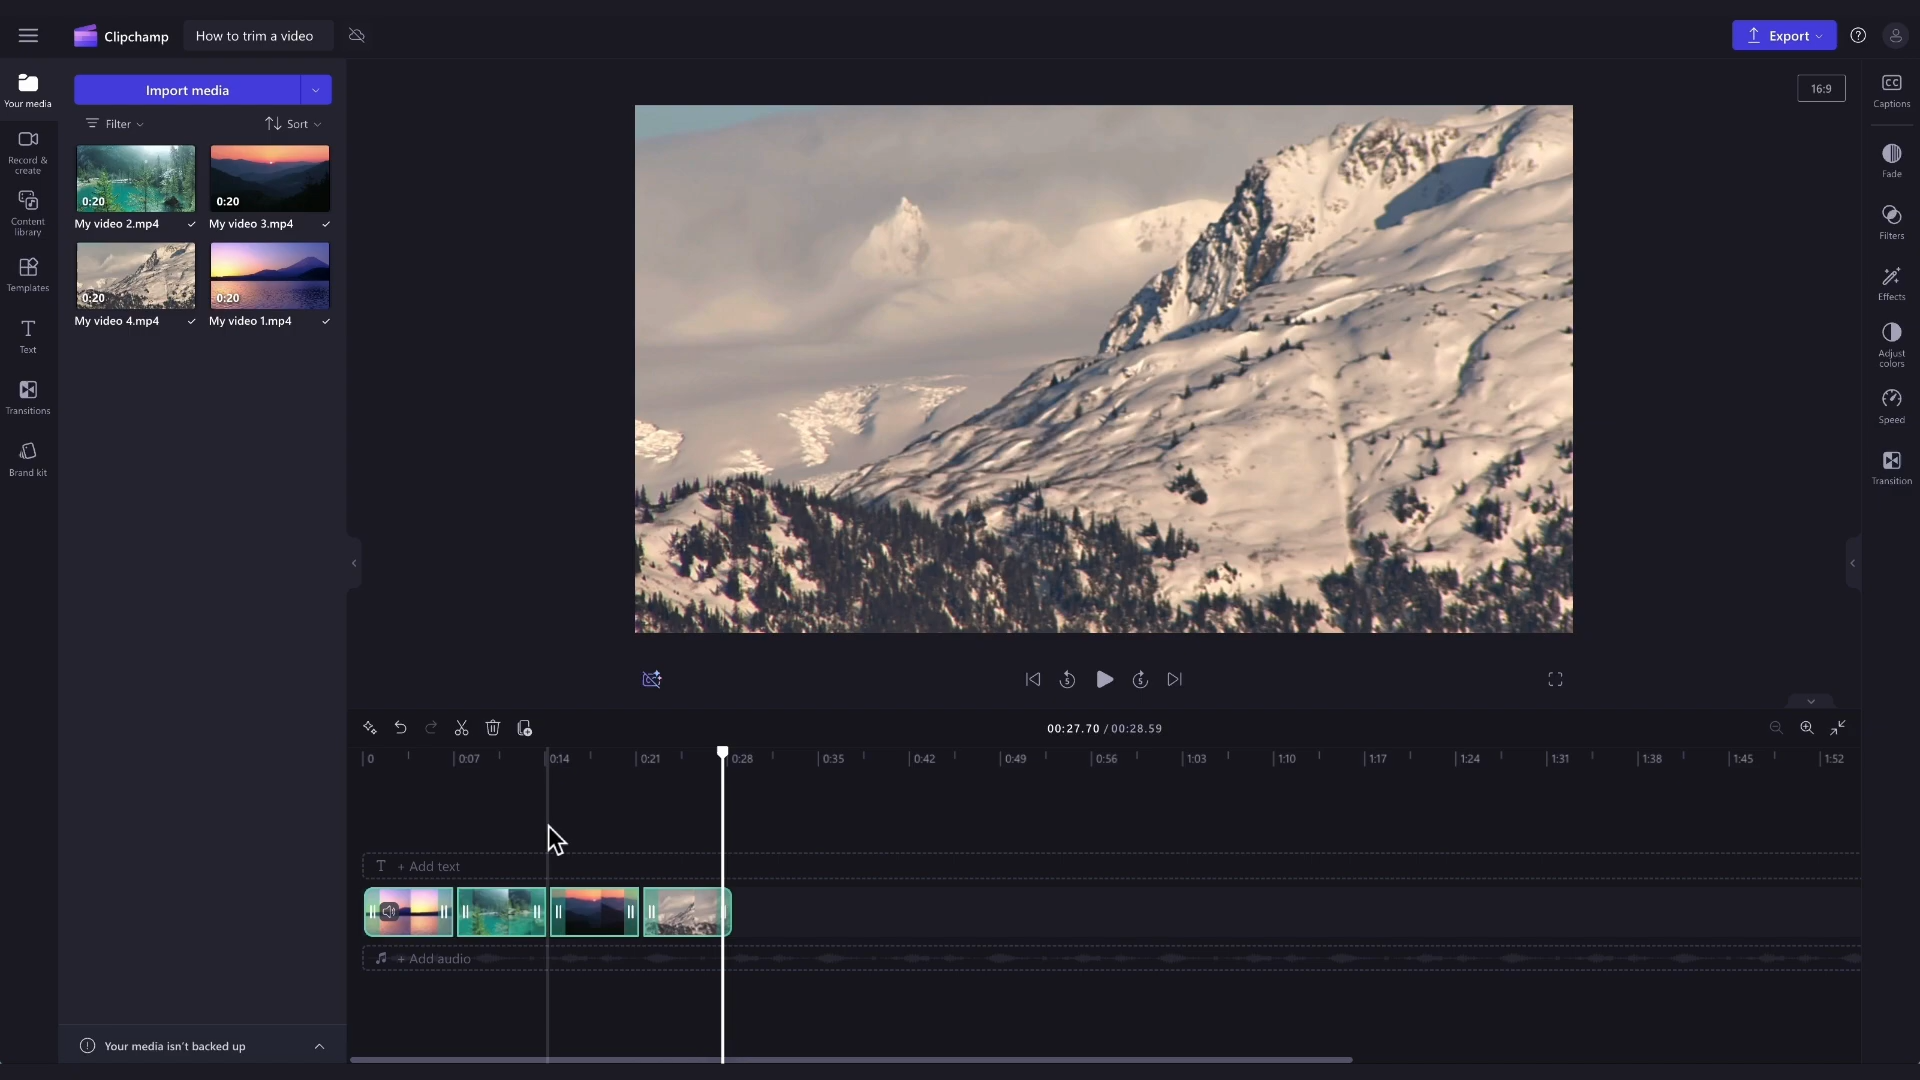 Clipchamp
How to trim a video
Export
Your media
Record &
create
Content
library
Templates
Text
Transitions
Brand kit
Import media
Filter
Sort
0:20
0:20
My video 2.mp4
My video 3.mp4
0:20
0:20
My video 4.mp4
My video 1.mp4
Your media isn't backed up
16:9
CC
Captions
Fade
Filters
Effects
Adjust
colors
Speed
Transition
5
5
00:27.70 / 00:28.59
0 0:07 0:14 0:21 0:28 0:35 0:42 0:49 0:56 1:03 1:10 1:17 1:24 1:31 1:38 1:45 1:52
T + Add text
+ Add audio